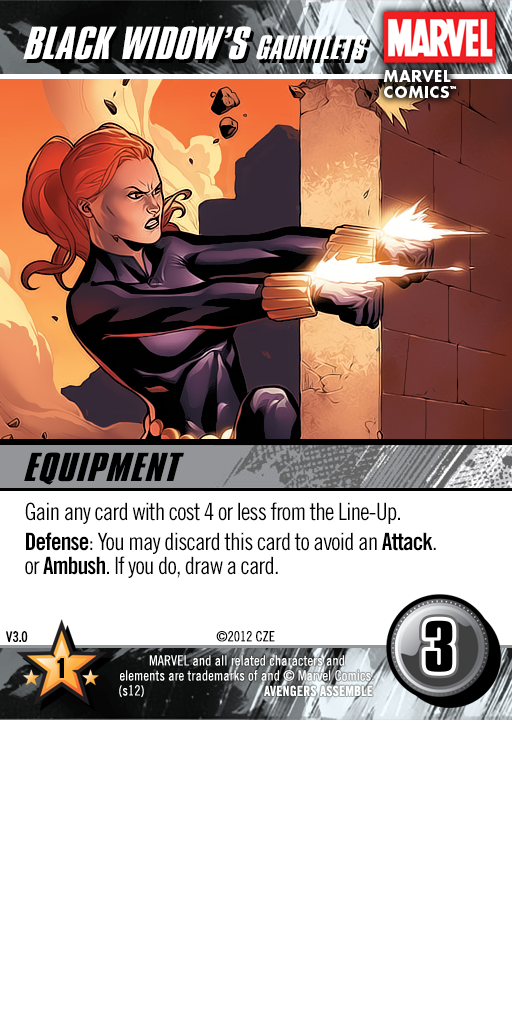 BLACK WIDOW'S GAUNTLETS
MARVEL
MARVEL
COMICS™
EQUIPMENT
Gain any card with cost 4 or less from the Line-Up.
Defense: You may discard this card to avoid an Attack.
or Ambush. If you do, draw a card.
V3.0
©2012 CZE
3
1
MARVEL and all related characters and
elements are trademarks of and © Marvel Comics.
(s12)
AVENGERS ASSEMBLE